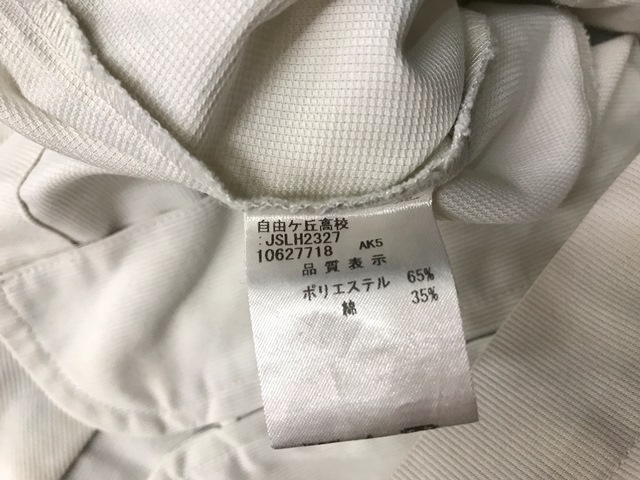 自由ケ丘高校
:JSLH2327
10627718 AK5
品質表示
ポリエステル 65%
綿 35%